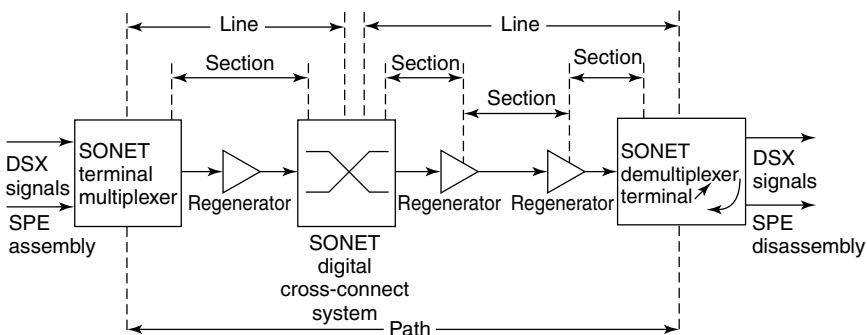 Line
Line
Section
Section
Section
Section
DSX
signals
SPE
assembly
SONET
terminal
multiplexer
Regenerator
SONET
digital
cross-connect
system
Regenerator
Regenerator
SONET
demultiplexer
terminal
DSX
signals
SPE
disassembly
Path